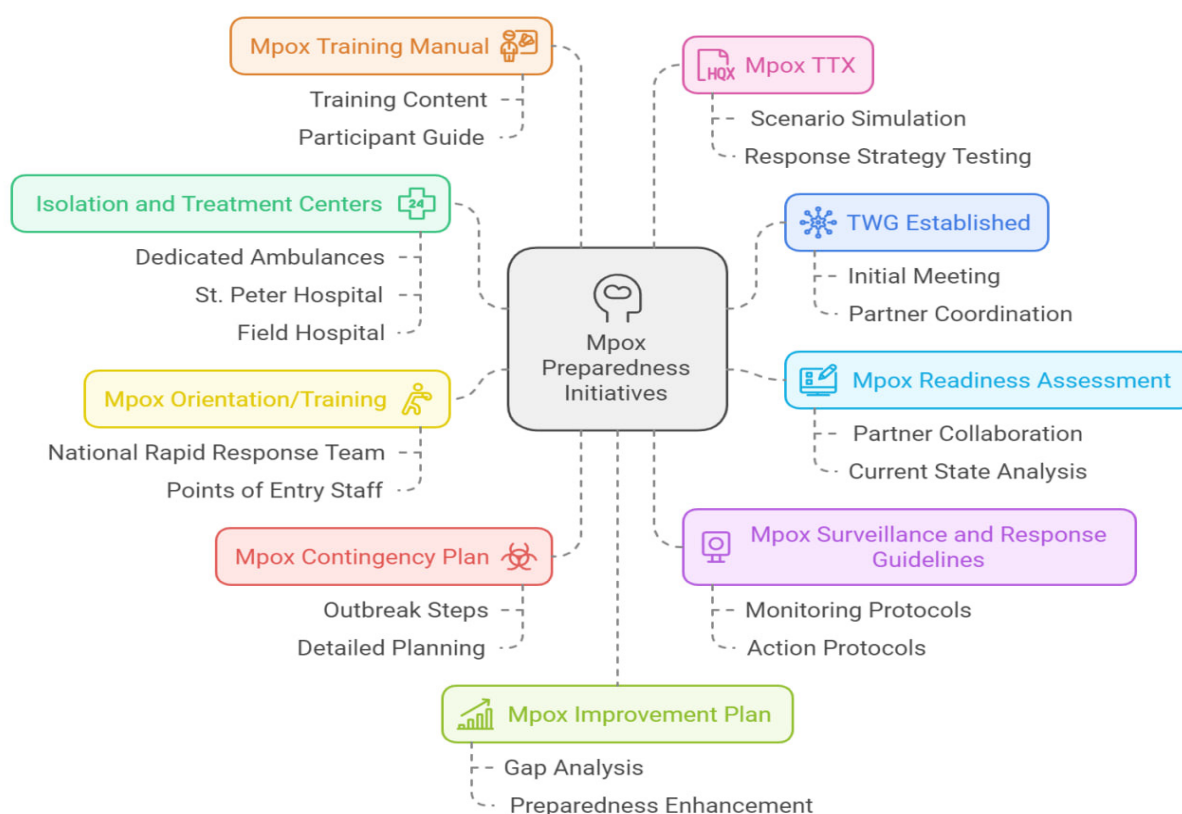 Mpox Training Manual
Training Content
Participant Guide
Isolation and Treatment Centers
24
Dedicated Ambulances
St. Peter Hospital
Field Hospital
Mpox Orientation/Training
National Rapid Response Team
Points of Entry Staff
Mpox Contingency Plan
Outbreak Steps
Detailed Planning
Mpox
Preparedness
Initiatives
HQX
Mpox TTX
Scenario Simulation
Response Strategy Testing
TWG Established
Initial Meeting
Partner Coordination
Mpox Readiness Assessment
Partner Collaboration
Current State Analysis
Mpox Surveillance and Response
Guidelines
Monitoring Protocols
Action Protocols
Mpox Improvement Plan
Gap Analysis
Preparedness Enhancement